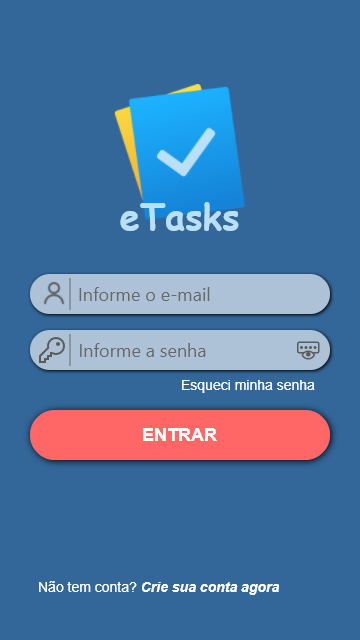 eTasks
Informe o e-mail
Informe a senha
Esqueci minha senha
ENTRAR
Não tem conta? Crie sua conta agora